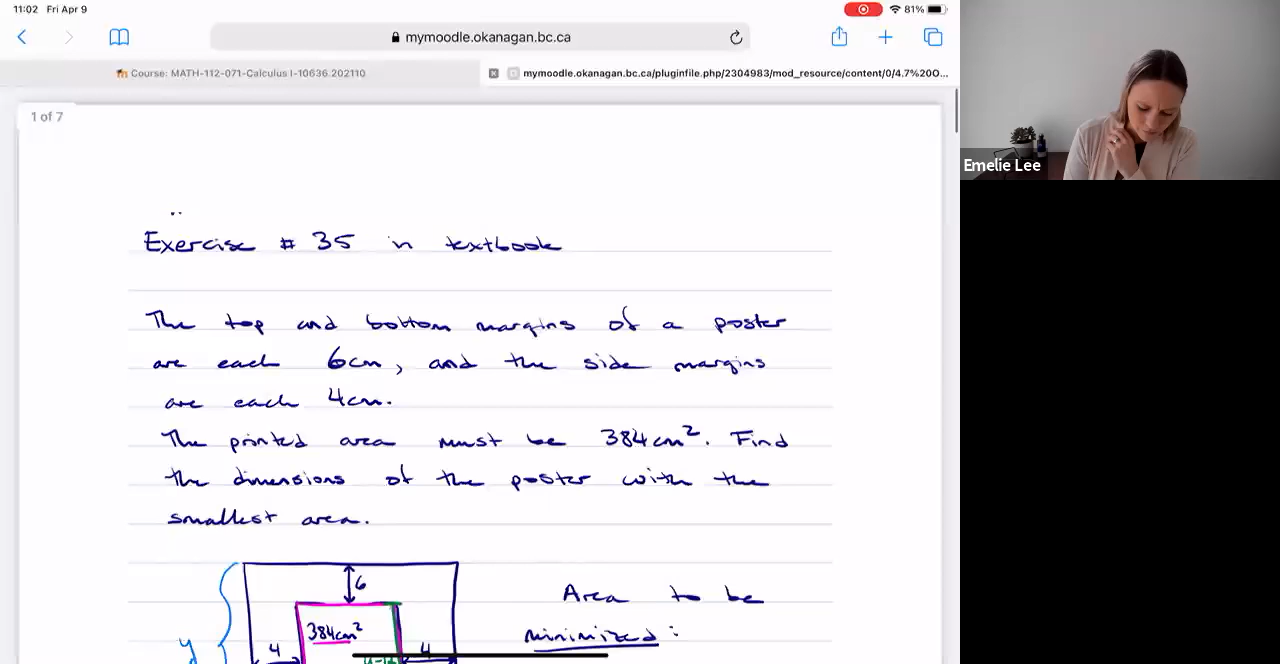 11:02 Fri Apr 9
81%
mymoodle.okanagan.bc.ca
Course: MATH-112-071-Calculus I-10636.202110
mymoodle.okanagan.bc.ca/pluginfile.php/2304983/mod_resource/content/0/4.7%20O...
1 of 7
Emelie Lee
Exercise # 35 in textbook
The top and bottom margins of a poster
are each 6cm, and the side margins
are each 4cm.
The printed area must be 384cm². Find
the dimensions of the poster with the
smallest area.
6
Area to be
384cm²
minimized:
y
4
4